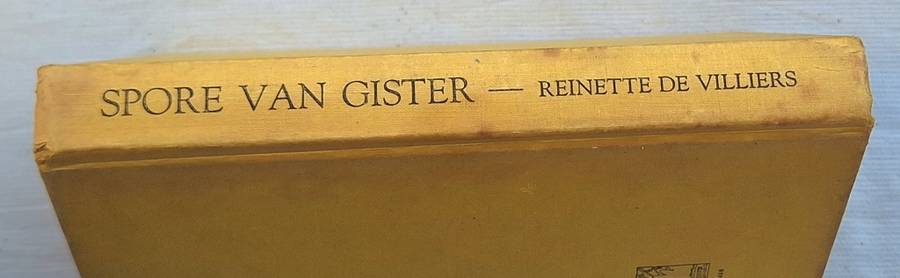 SPORE VAN GISTER — REINETTE DE VILLIERS